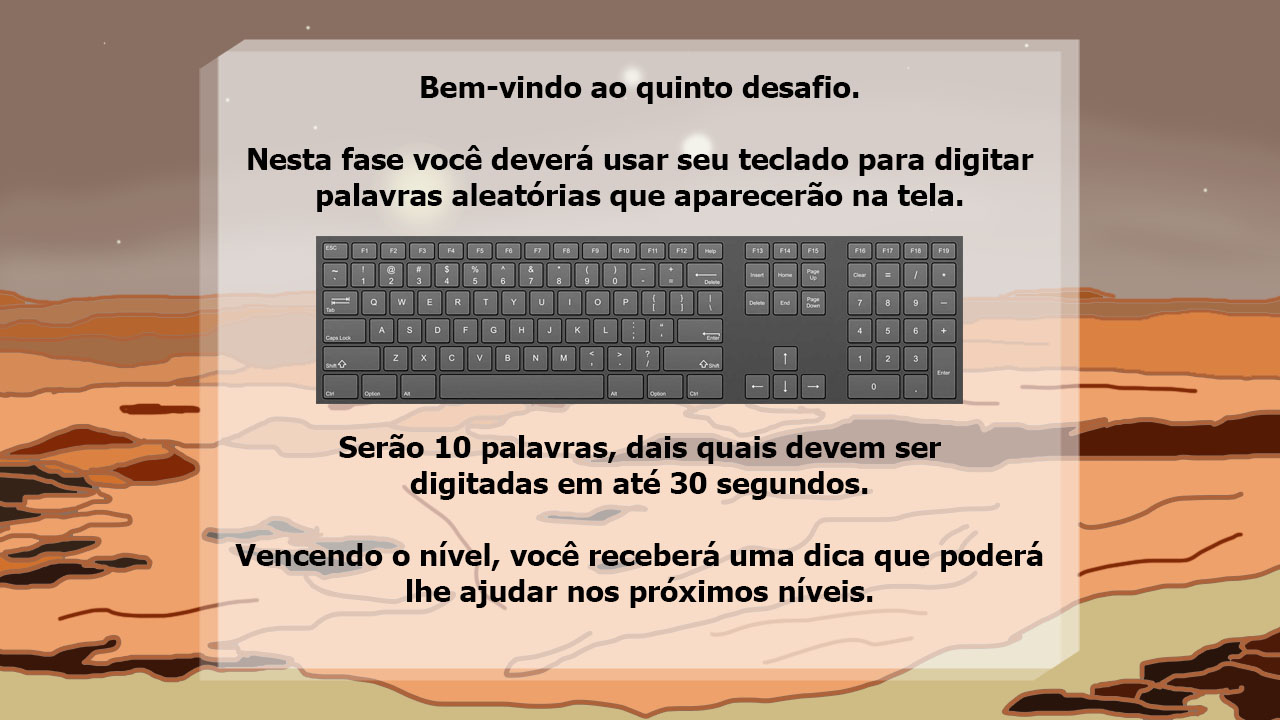 Bem-vindo ao quinto desafio.
Nesta fase você deverá usar seu teclado para digitar
palavras aleatórias que aparecerão na tela.
ESC F1 F2 F3 F4 F5 F6 F7 F8 F9 F10 F11 F12 Help F13 F14 F15 F16 F17 F18 F19
~ ! @ # $ % ^ & * ( ) – +
` 1 2 3 4 5 6 7 8 9 0 - = Delete Insert Home Page Up Clear = / *
Tab Q W E R T Y U I O P { [ } ] | \ Delete End Page Down 7 8 9 –
Caps Lock A S D F G H J K L : ; " ' Enter 4 5 6 +
Shift Z X C V B N M < , > . ? / Shift ↑ 1 2 3 Enter
Ctrl Option Alt Alt Option Ctrl ← ↓ → 0 .
Serão 10 palavras, dais quais devem ser
digitadas em até 30 segundos.
Vencendo o nível, você receberá uma dica que poderá
lhe ajudar nos próximos níveis.